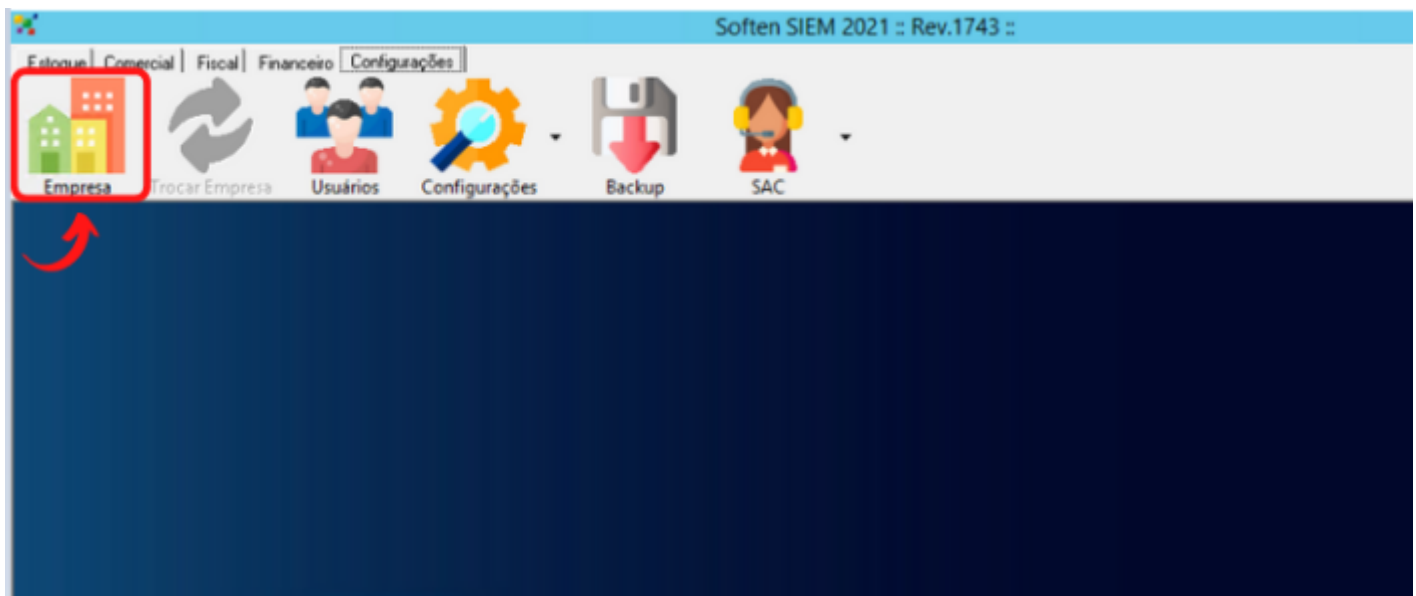 Soften SIEM 2021 :: Rev.1743 ::
Estoque Comercial Fiscal Financeiro Configurações
Empresa Trocar Empresa Usuários Configurações Backup SAC